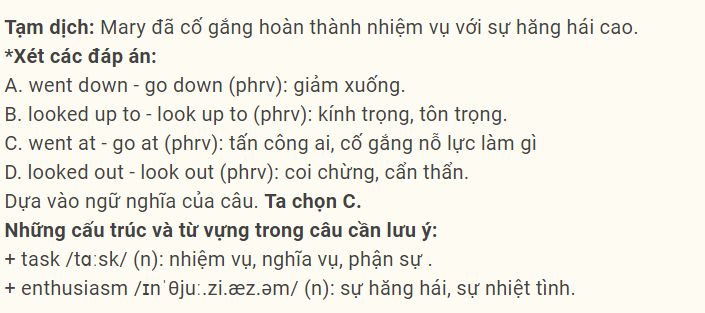 Tạm dịch: Mary đã cố gắng hoàn thành nhiệm vụ với sự hăng hái cao.
*Xét các đáp án:
A. went down - go down (phrv): giảm xuống.
B. looked up to - look up to (phrv): kính trọng, tôn trọng.
C. went at - go at (phrv): tấn công ai, cố gắng nỗ lực làm gì
D. looked out - look out (phrv): coi chừng, cẩn thẩn.
Dựa vào ngữ nghĩa của câu. Ta chọn C.
Những cấu trúc và từ vựng trong câu cần lưu ý:
+ task /tɑːsk/ (n): nhiệm vụ, nghĩa vụ, phận sự .
+ enthusiasm /ɪnˈθjuː.zi.æz.əm/ (n): sự hăng hái, sự nhiệt tình.